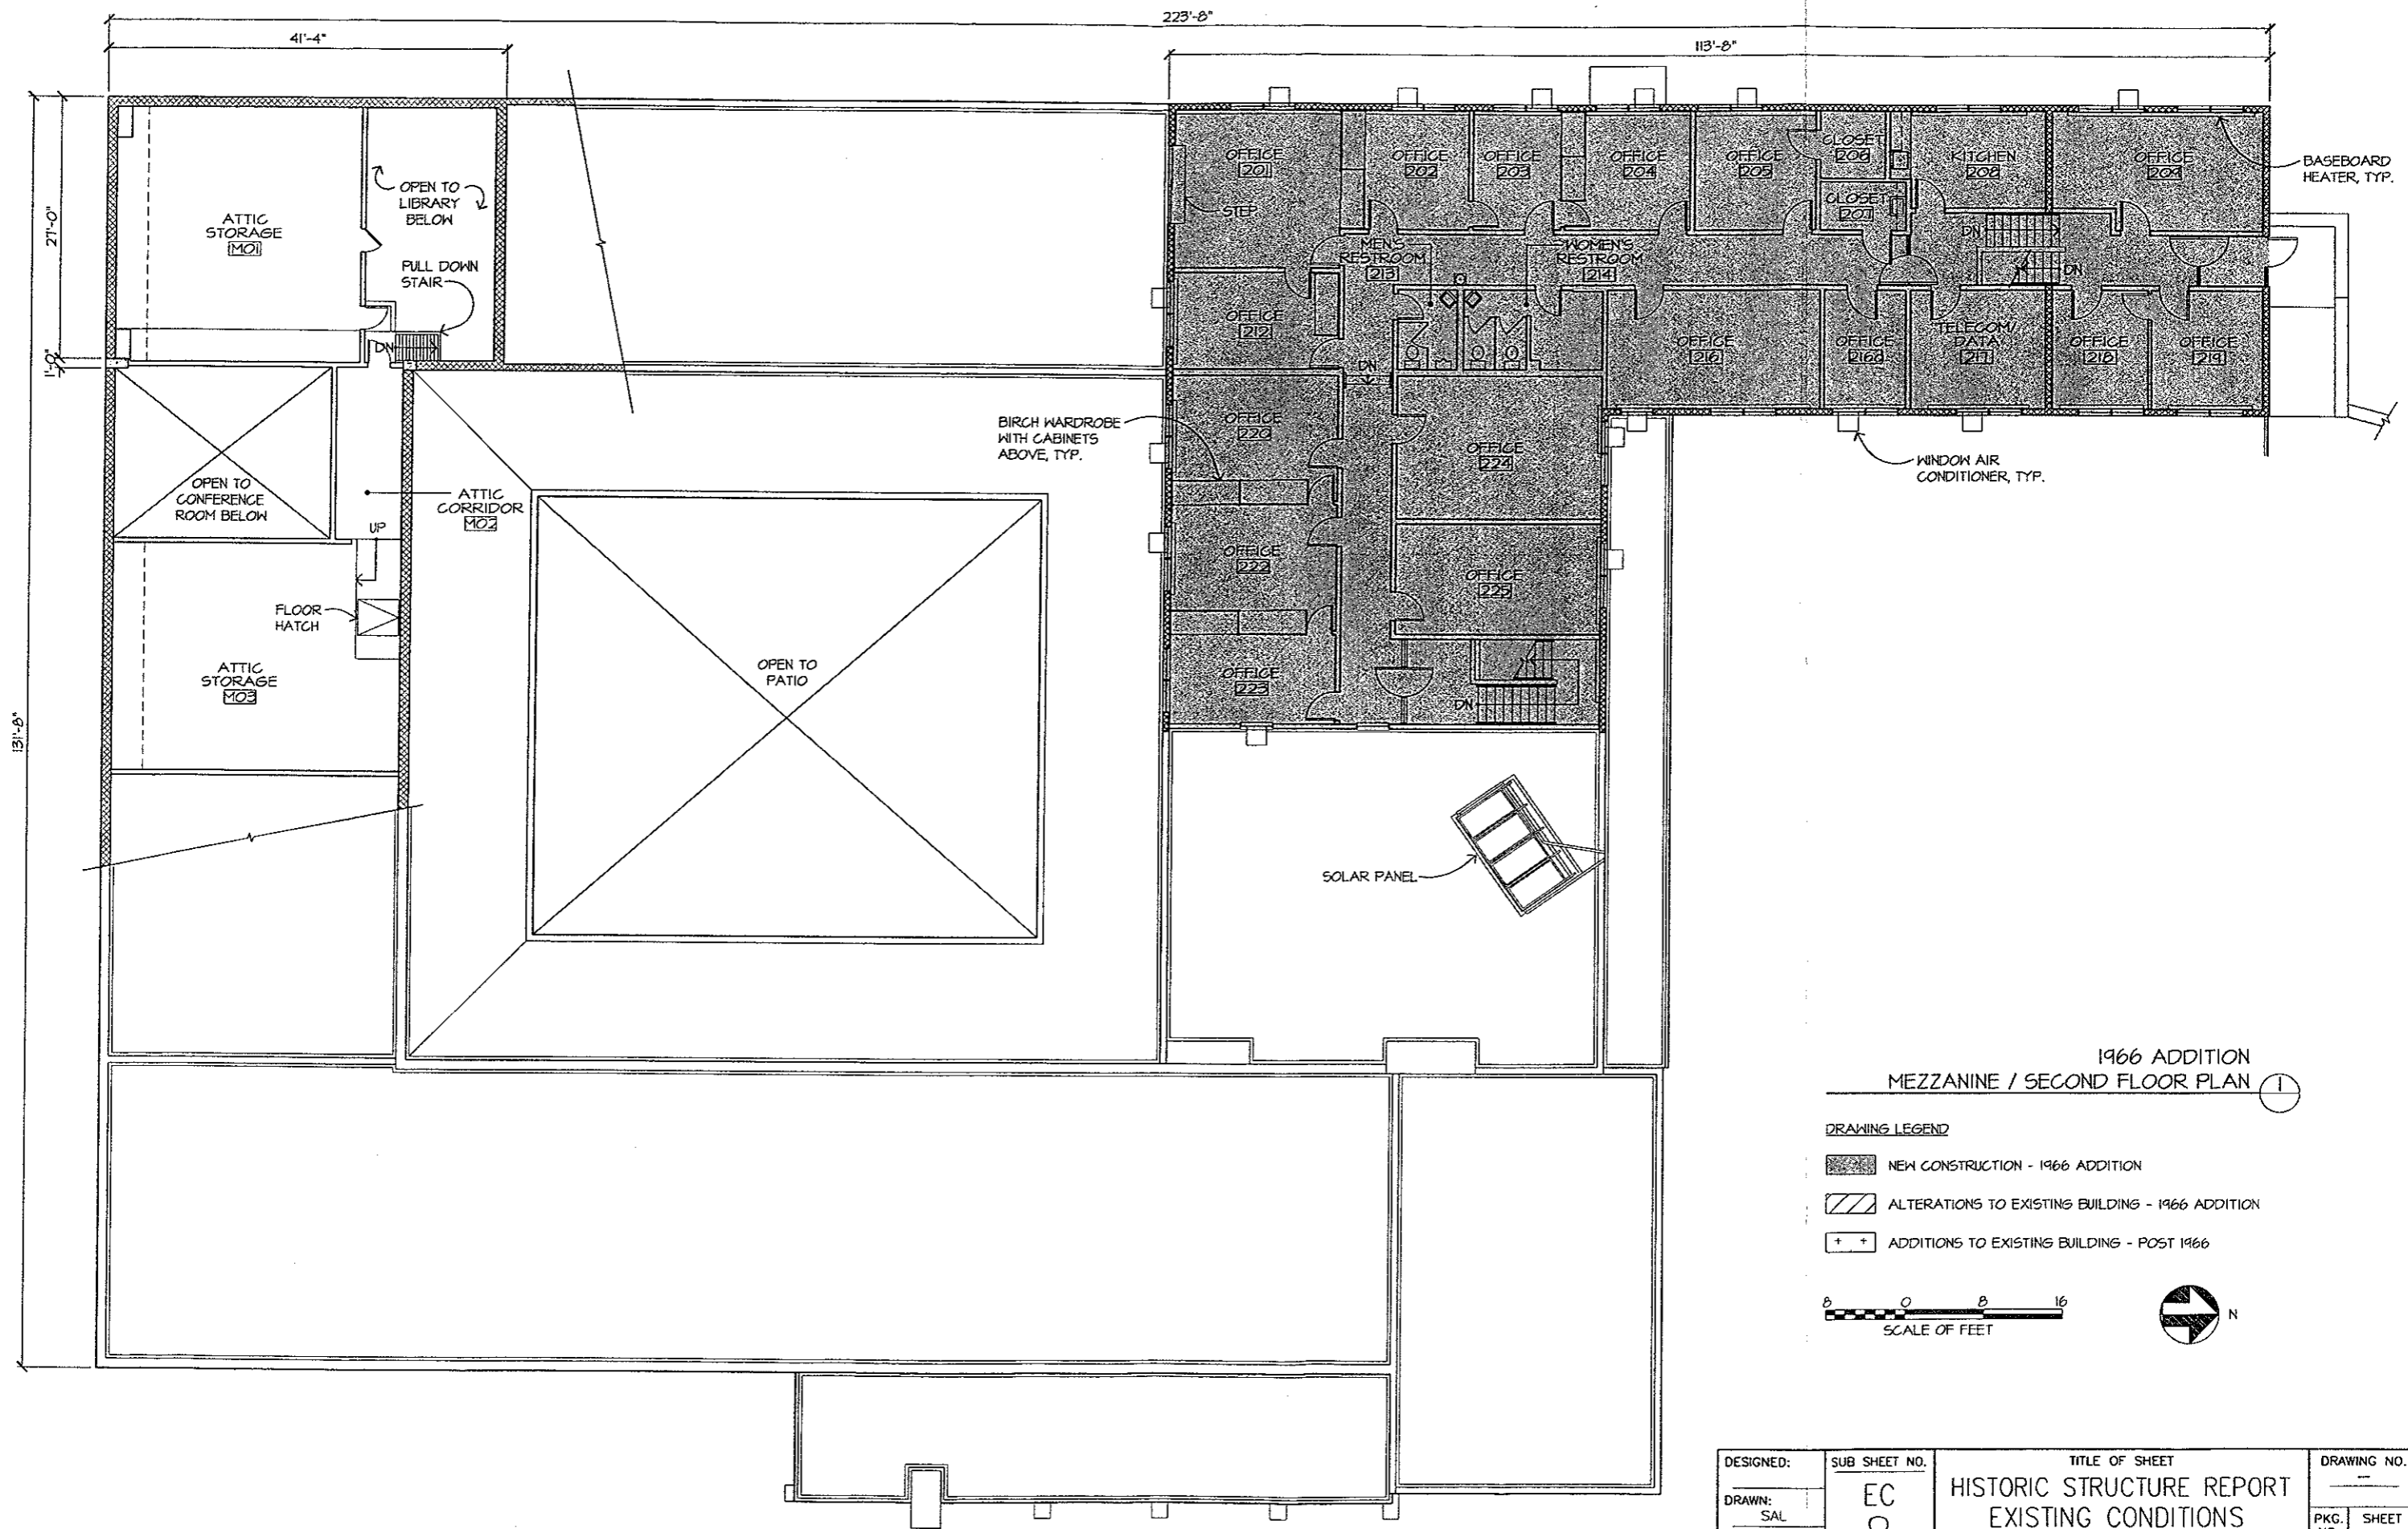 223'-8"
41'-4"
113'-8"
27'-0"
1'-0"
131'-8"
ATTIC
STORAGE
M01
OPEN TO
LIBRARY
BELOW
PULL DOWN
STAIR
DN
OPEN TO
CONFERENCE
ROOM BELOW
ATTIC
CORRIDOR
M02
UP
FLOOR
HATCH
ATTIC
STORAGE
M03
OPEN TO
PATIO
OFFICE
201
STEP
OFFICE
202
OFFICE
203
OFFICE
204
OFFICE
205
CLOSET
206
CLOSET
207
KITCHEN
208
OFFICE
209
BASEBOARD
HEATER, TYP.
DN
DN
MEN'S
RESTROOM
213
WOMEN'S
RESTROOM
214
OFFICE
212
OFFICE
216
OFFICE
TELECOM/
DATA
217
OFFICE
218
OFFICE
219
DN
BIRCH WARDROBE
WITH CABINETS
ABOVE, TYP.
OFFICE
220
OFFICE
224
WINDOW AIR
CONDITIONER, TYP.
OFFICE
222
OFFICE
225
OFFICE
223
DN
SOLAR PANEL
1966 ADDITION
MEZZANINE / SECOND FLOOR PLAN
1
DRAWING LEGEND
NEW CONSTRUCTION - 1966 ADDITION
ALTERATIONS TO EXISTING BUILDING - 1966 ADDITION
+ + ADDITIONS TO EXISTING BUILDING - POST 1966
8 0 8 16
SCALE OF FEET
N
DESIGNED:
DRAWN:
SAL
SUB SHEET NO.
EC
TITLE OF SHEET
HISTORIC STRUCTURE REPORT
EXISTING CONDITIONS
DRAWING NO.
—
PKG. SHEET